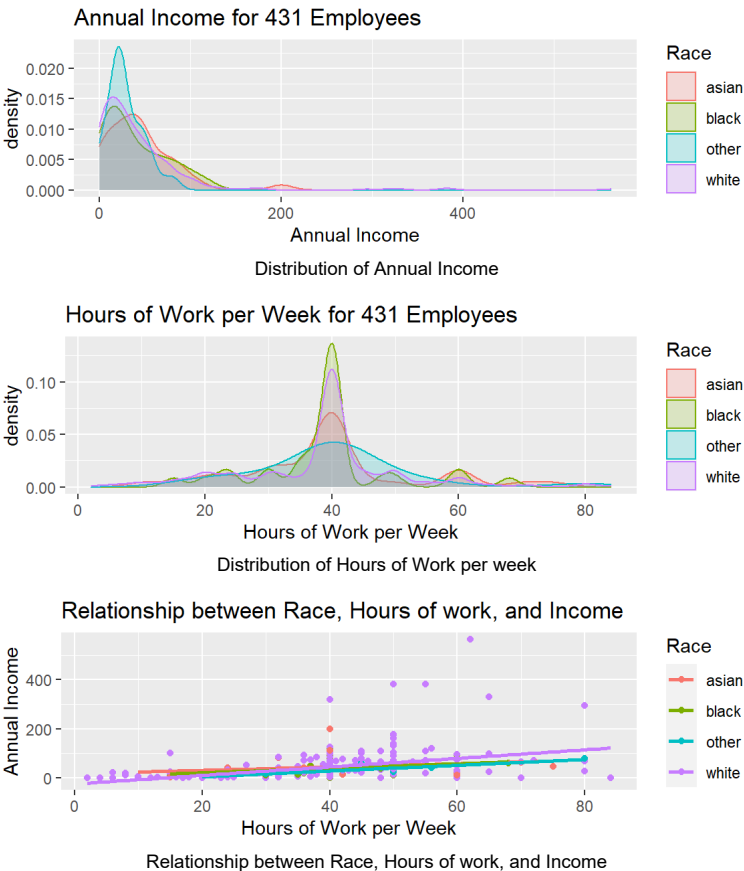 Annual Income for 431 Employees
density
0.020
0.015
0.010
0.005
0.000
0
200
400
Annual Income
Race
asian
black
other
white
Distribution of Annual Income
Hours of Work per Week for 431 Employees
density
0.10
0.05
0.00
0
20
40
60
80
Hours of Work per Week
Race
asian
black
other
white
Distribution of Hours of Work per week
Relationship between Race, Hours of work, and Income
Annual Income
400
200
0
0
20
40
60
80
Hours of Work per Week
Race
asian
black
other
white
Relationship between Race, Hours of work, and Income